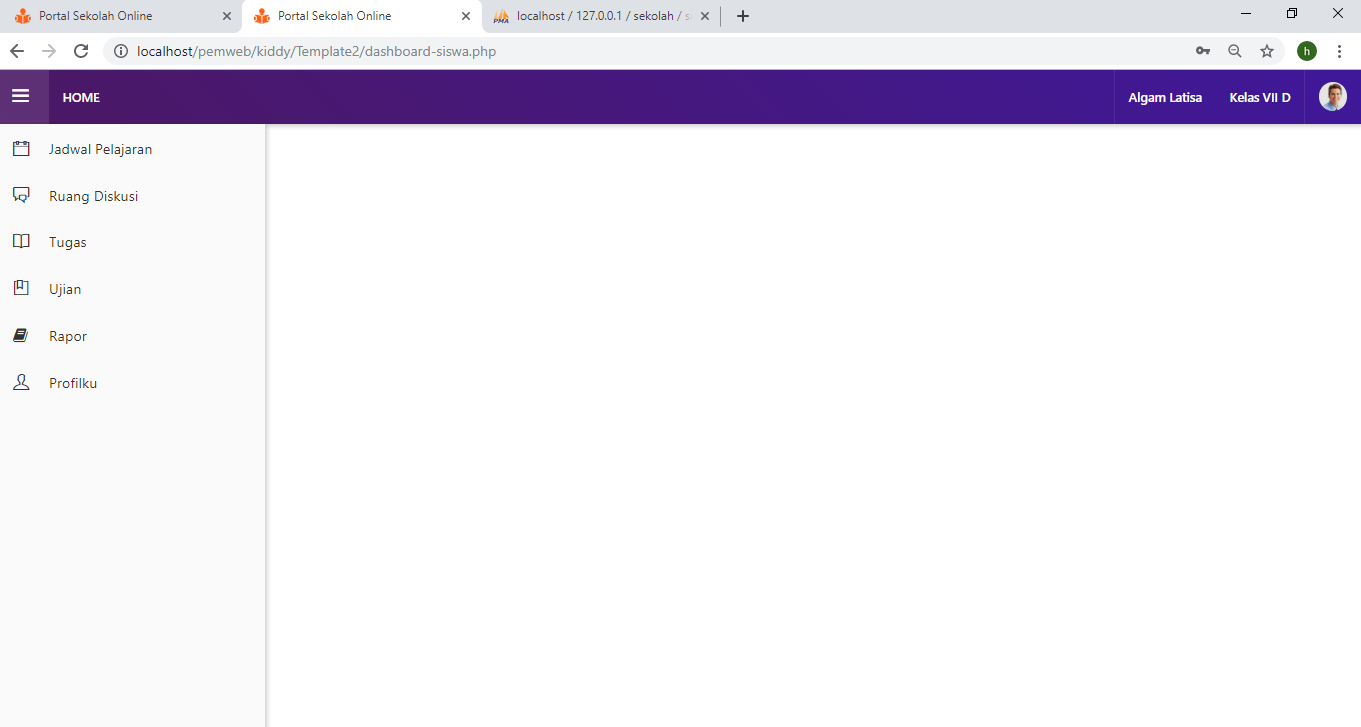 Portal Sekolah Online
Portal Sekolah Online
PMA localhost / 127.0.0.1 / sekolah /
localhost/pemweb/kiddy/Template2/dashboard-siswa.php
h
HOME
Algam Latisa
Kelas VII D
Jadwal Pelajaran
Ruang Diskusi
Tugas
Ujian
Rapor
Profilku